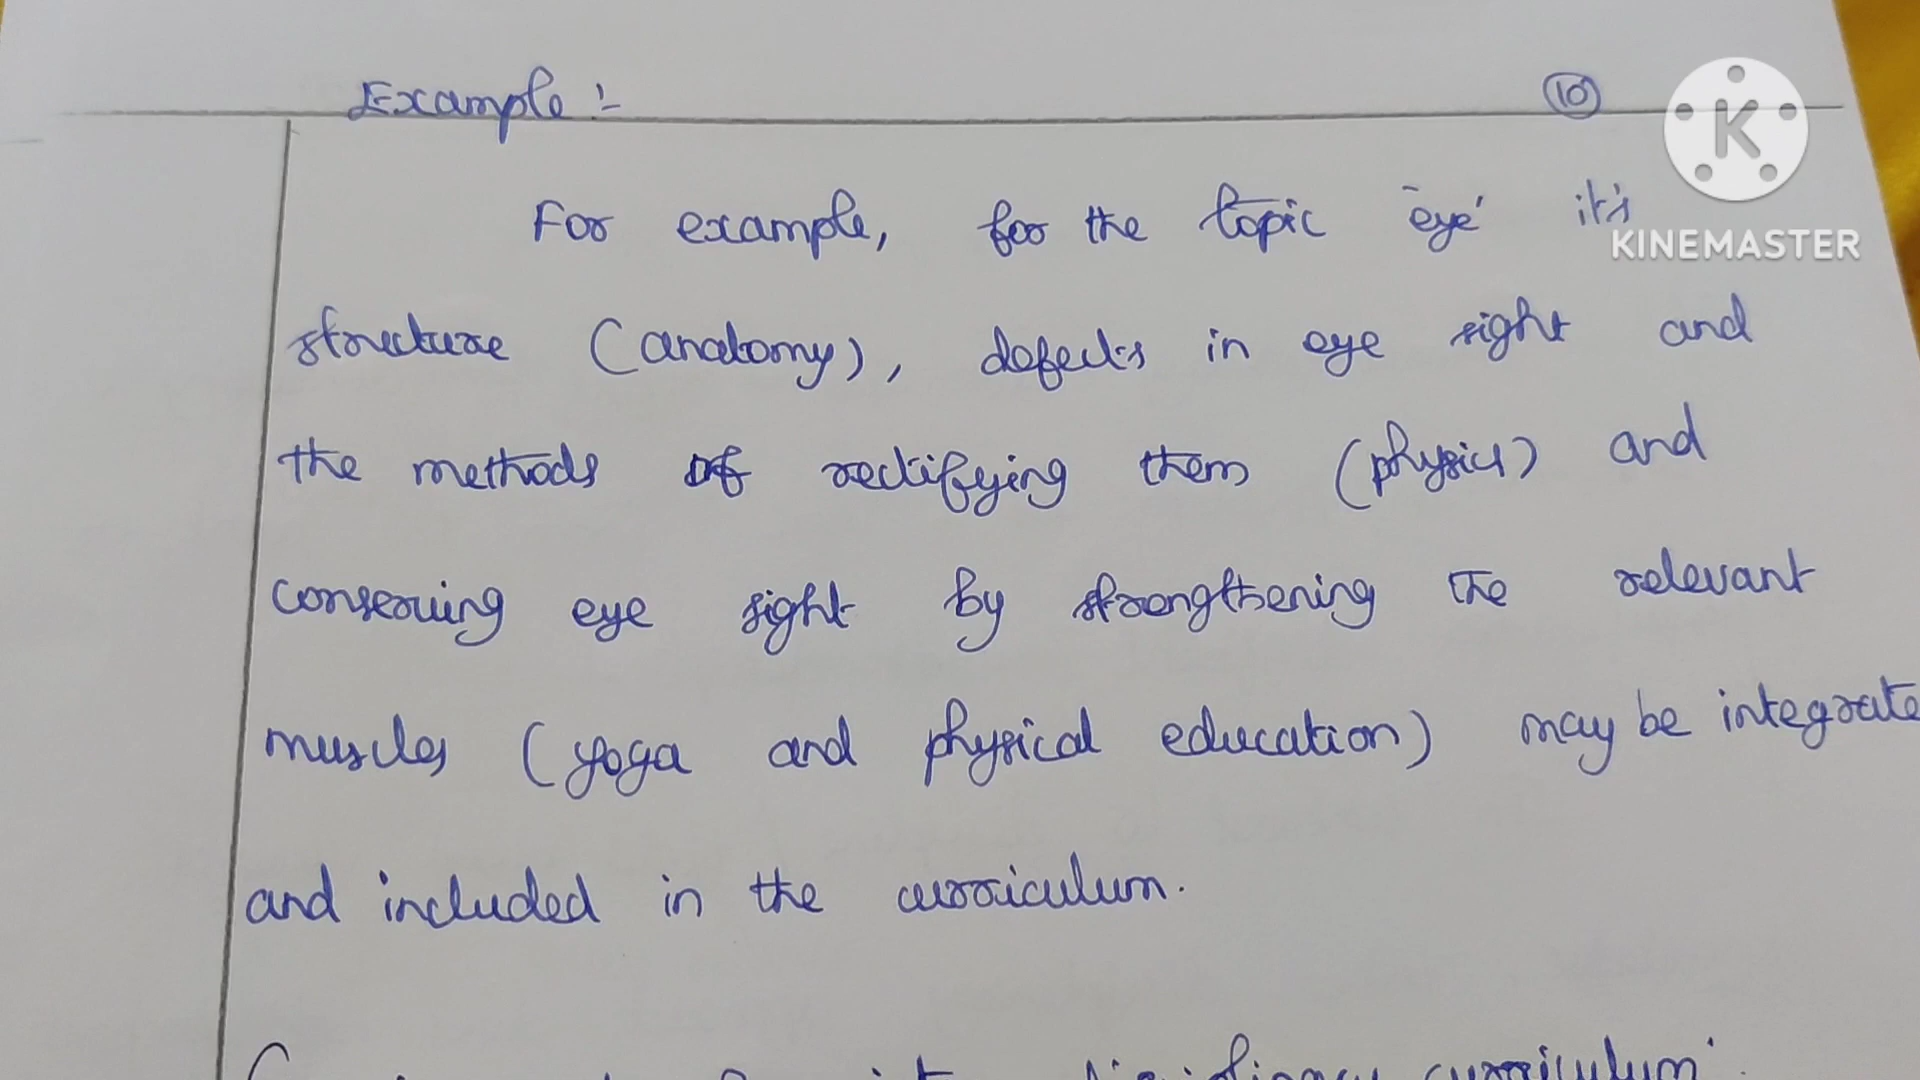 Example :-
10
K
KINEMASTER
For example, for the topic 'eye' it's
structure (anatomy), defects in eye sight and
the methods of rectifying them (physics) and
conserving eye sight by strengthening the relevant
muscles (yoga and physical education) may be integrate
and included in the curriculum.
curriculum: